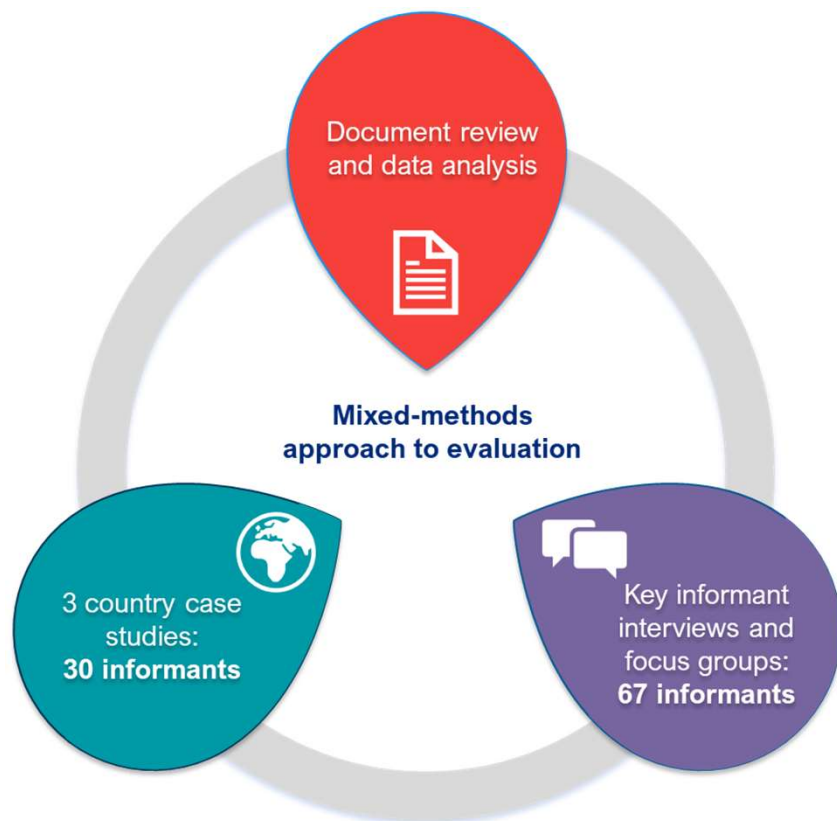 Document review
and data analysis
Mixed-methods
approach to evaluation
3 country case
studies:
30 informants
Key informant
interviews and
focus groups:
67 informants